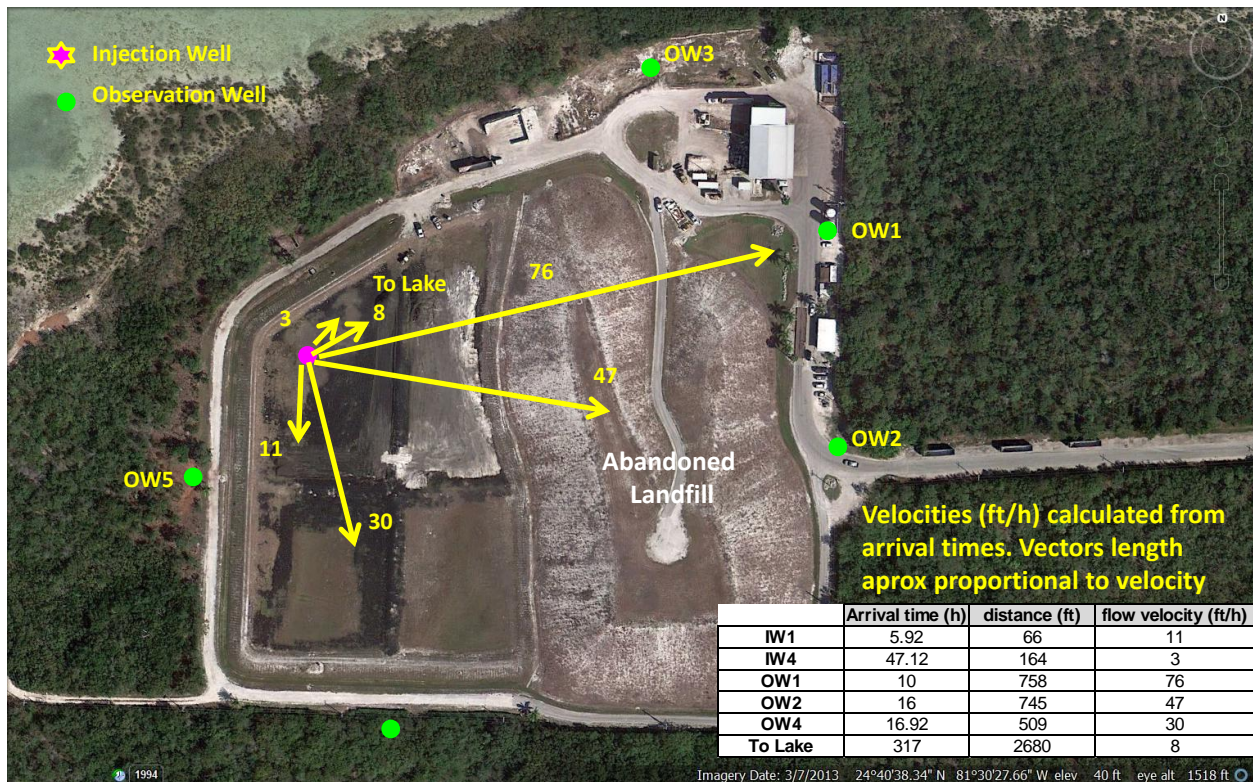 N
Injection Well
Observation Well
OW3
OW1
76
To Lake
3
8
47
OW2
11
OW5
Abandoned
Landfill
30
Velocities (ft/h) calculated from
arrival times. Vectors length
aprox proportional to velocity
Arrival time (h) distance (ft) flow velocity (ft/h)
IW1 5.92 66 11
IW4 47.12 164 3
OW1 10 758 76
OW2 16 745 47
OW4 16.92 509 30
To Lake 317 2680 8
1994
Imagery Date: 3/7/2013 24°40'38.34" N 81°30'27.66" W elev 40 ft eye alt 1518 ft